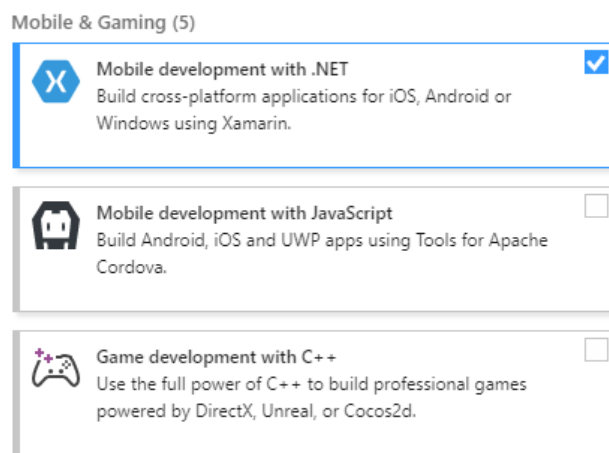 Mobile & Gaming (5)
Mobile development with .NET
Build cross-platform applications for iOS, Android or
Windows using Xamarin.
Mobile development with JavaScript
Build Android, iOS and UWP apps using Tools for Apache
Cordova.
Game development with C++
Use the full power of C++ to build professional games
powered by DirectX, Unreal, or Cocos2d.